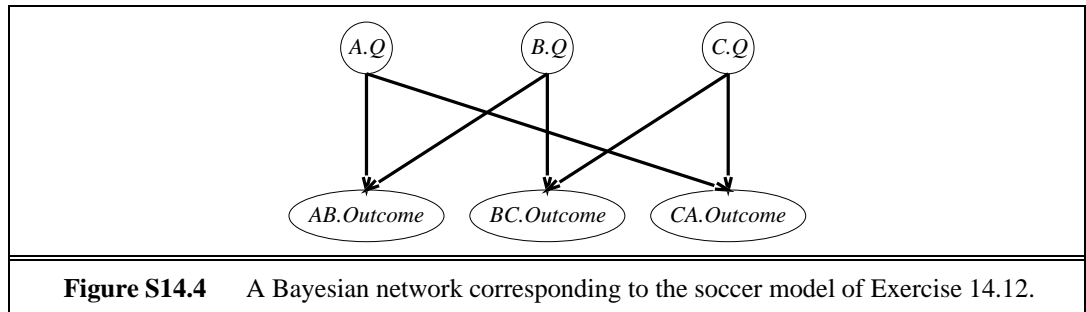 A.Q B.Q C.Q
AB.Outcome BC.Outcome CA.Outcome
Figure S14.4 A Bayesian network corresponding to the soccer model of Exercise 14.12.